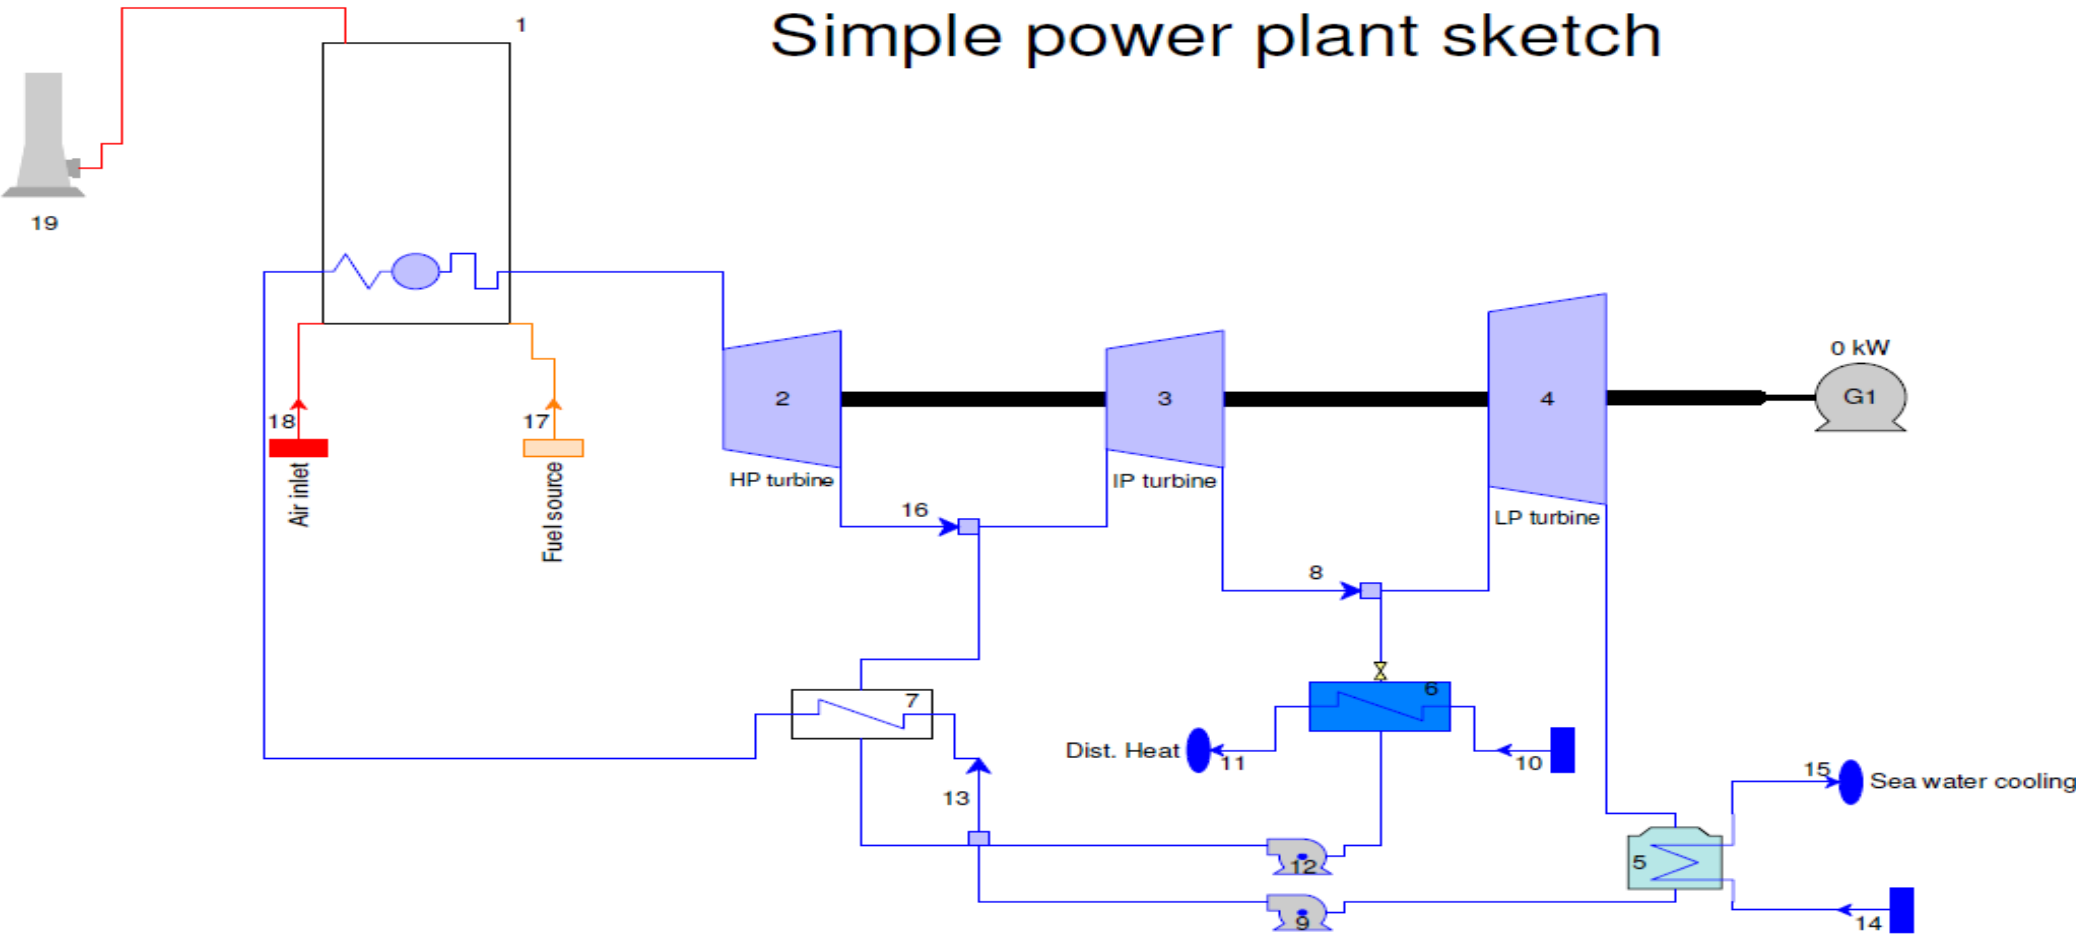 Simple power plant sketch
1
19
18
Air inlet
17
Fuel source
2
HP turbine
3
IP turbine
4
LP turbine
0 kW
G1
16
8
7
6
Dist. Heat
11
10
13
12
9
5
15
Sea water cooling
14